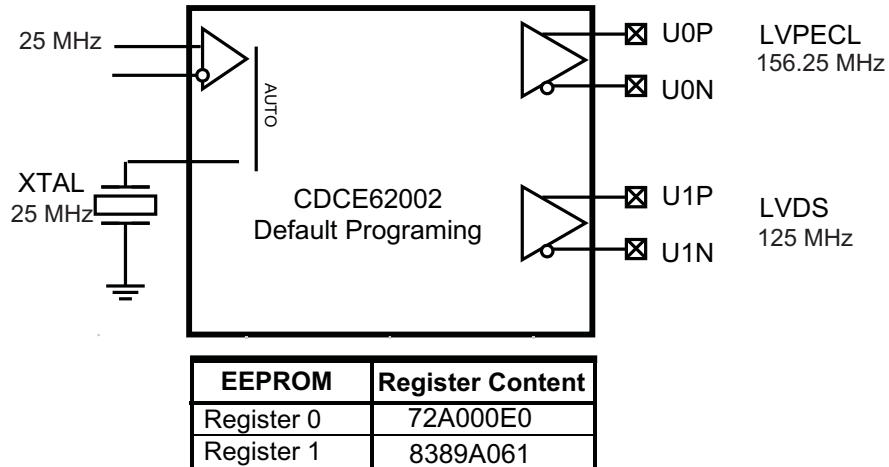 25 MHz
AUTO
XTAL
25 MHz
CDCE62002
Default Programing
U0P
U0N
LVPECL
156.25 MHz
U1P
U1N
LVDS
125 MHz
EEPROM Register Content
Register 0 72A000E0
Register 1 8389A061